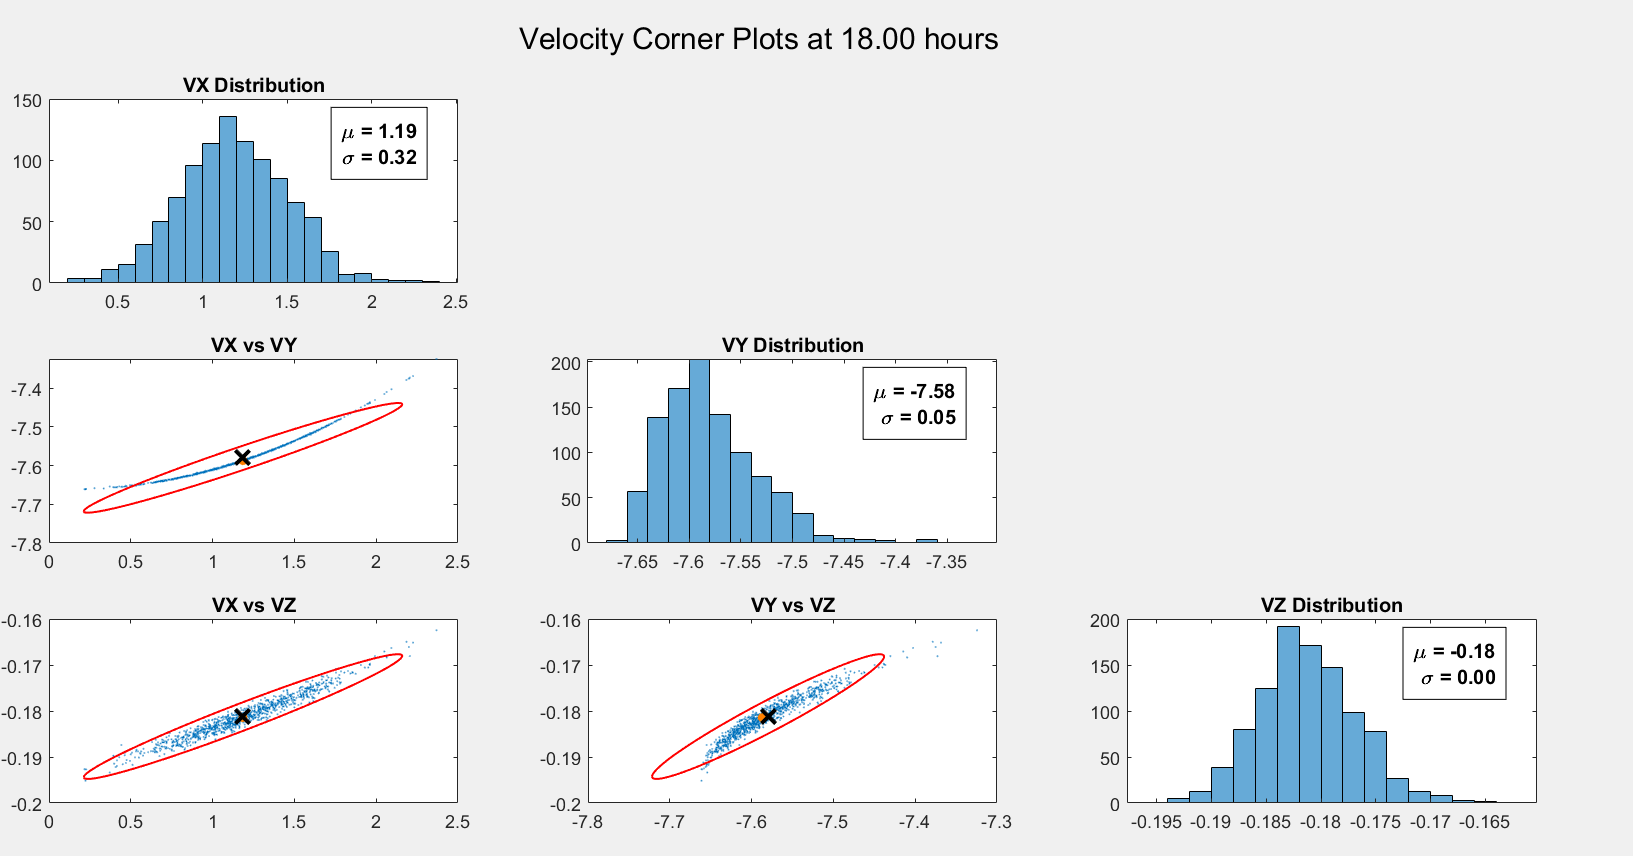 Velocity Corner Plots at 18.00 hours
VX Distribution
150
100
50
0
0.5 1 1.5 2 2.5
μ = 1.19
σ = 0.32
VX vs VY
-7.4
-7.5
-7.6
-7.7
-7.8
0 0.5 1 1.5 2 2.5
VY Distribution
200
150
100
50
0
-7.65 -7.6 -7.55 -7.5 -7.45 -7.4 -7.35
μ = -7.58
σ = 0.05
VX vs VZ
-0.16
-0.17
-0.18
-0.19
-0.2
0 0.5 1 1.5 2 2.5
VY vs VZ
-0.16
-0.17
-0.18
-0.19
-0.2
-7.8 -7.7 -7.6 -7.5 -7.4 -7.3
VZ Distribution
200
150
100
50
0
-0.195 -0.19 -0.185 -0.18 -0.175 -0.17 -0.165
μ = -0.18
σ = 0.00